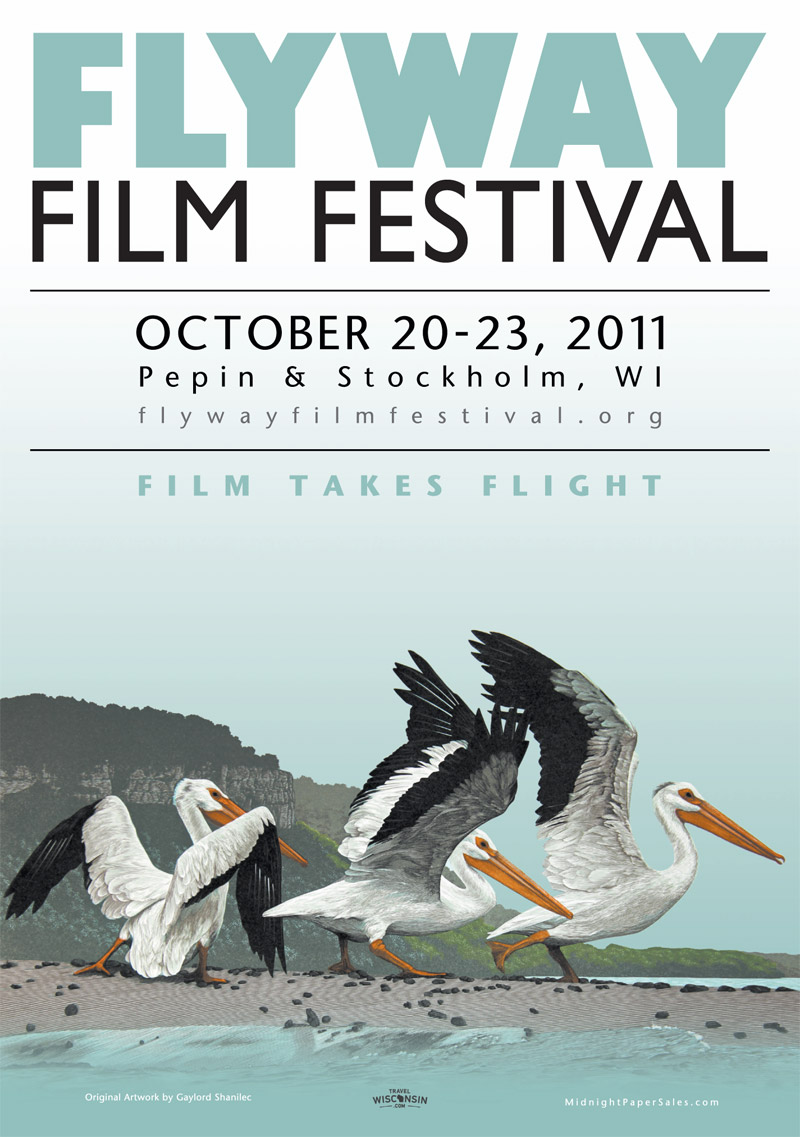 FLYWAY
FILM FESTIVAL
OCTOBER 20-23, 2011
Pepin & Stockholm, WI
flywayfilmfestival.org
FILM TAKES FLIGHT
Original Artwork by Gaylord Shanilec
TRAVEL
WISCONSIN
.COM
MidnightPaperSales.com